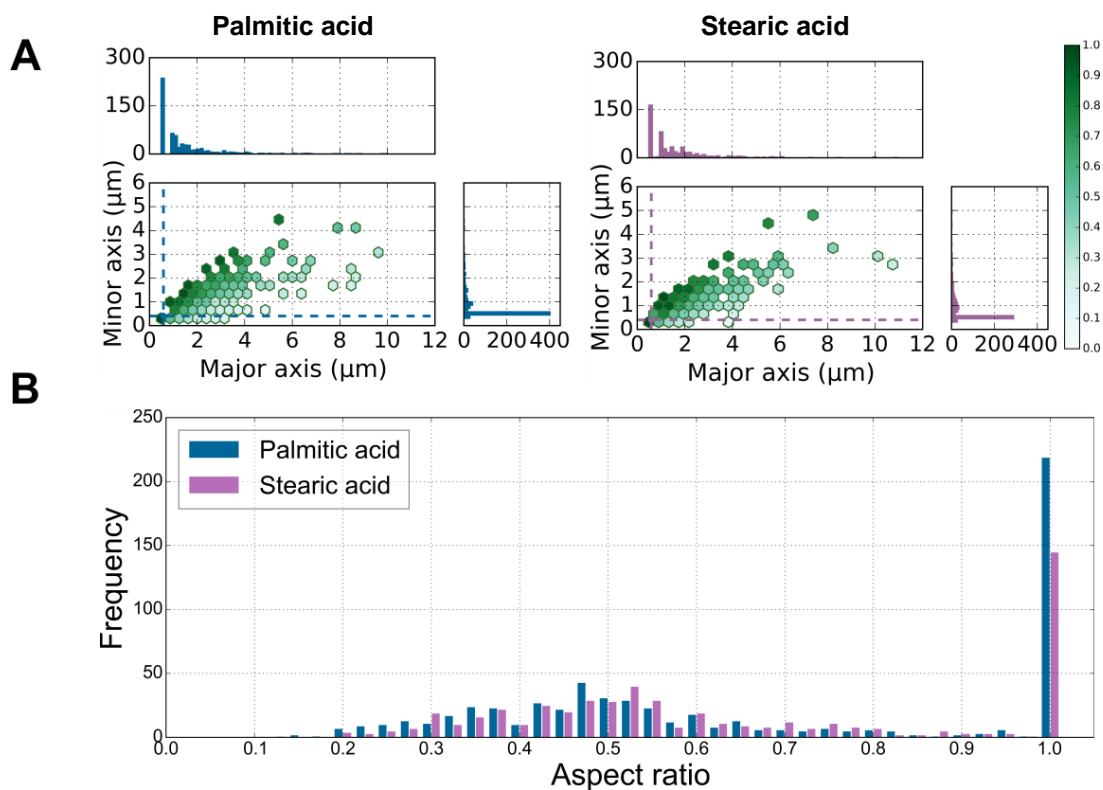 Palmitic acid
Stearic acid
A
300
150
0
300
150
0
1.0
0.9
0.8
0.7
0.6
0.5
0.4
0.3
0.2
0.1
0.0
Minor axis (μm)
6
5
4
3
2
1
0
0 2 4 6 8 10 12
Major axis (μm)
0 200 400
Minor axis (μm)
6
5
4
3
2
1
0
0 2 4 6 8 10 12
Major axis (μm)
0 200 400
B
Frequency
250
200
150
100
50
0
Palmitic acid
Stearic acid
0.0 0.1 0.2 0.3 0.4 0.5 0.6 0.7 0.8 0.9 1.0
Aspect ratio